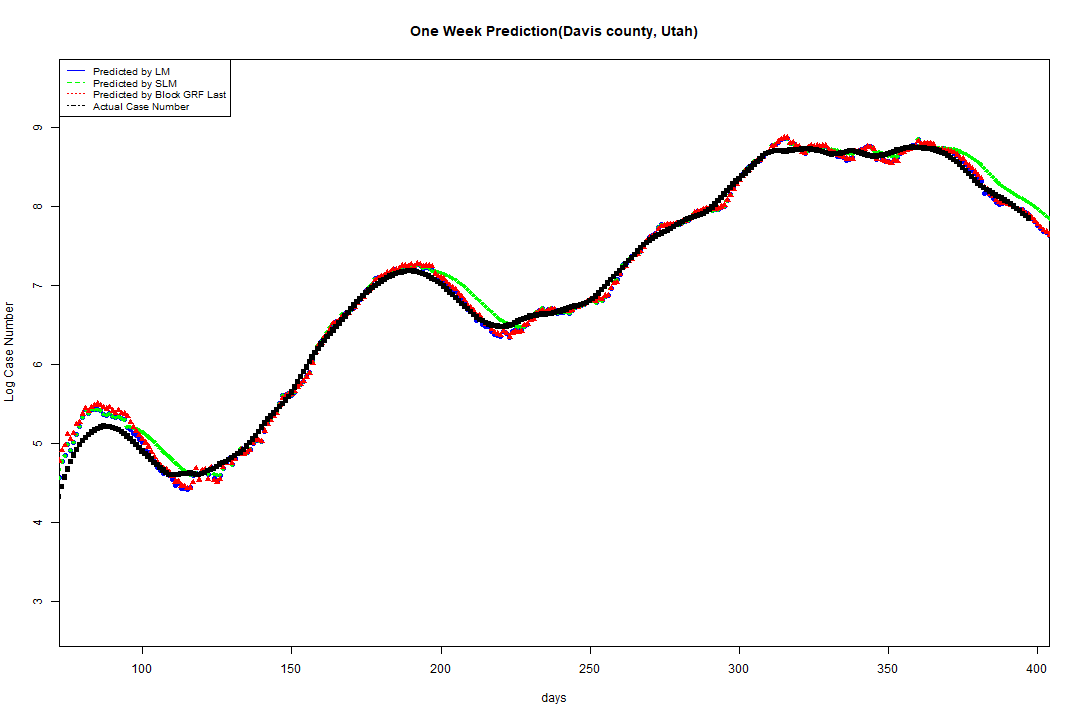 One Week Prediction(Davis county, Utah)
Predicted by LM
Predicted by SLM
Predicted by Block GRF Last
Actual Case Number
Log Case Number
9
8
7
6
5
4
3
100 150 200 250 300 350 400
days